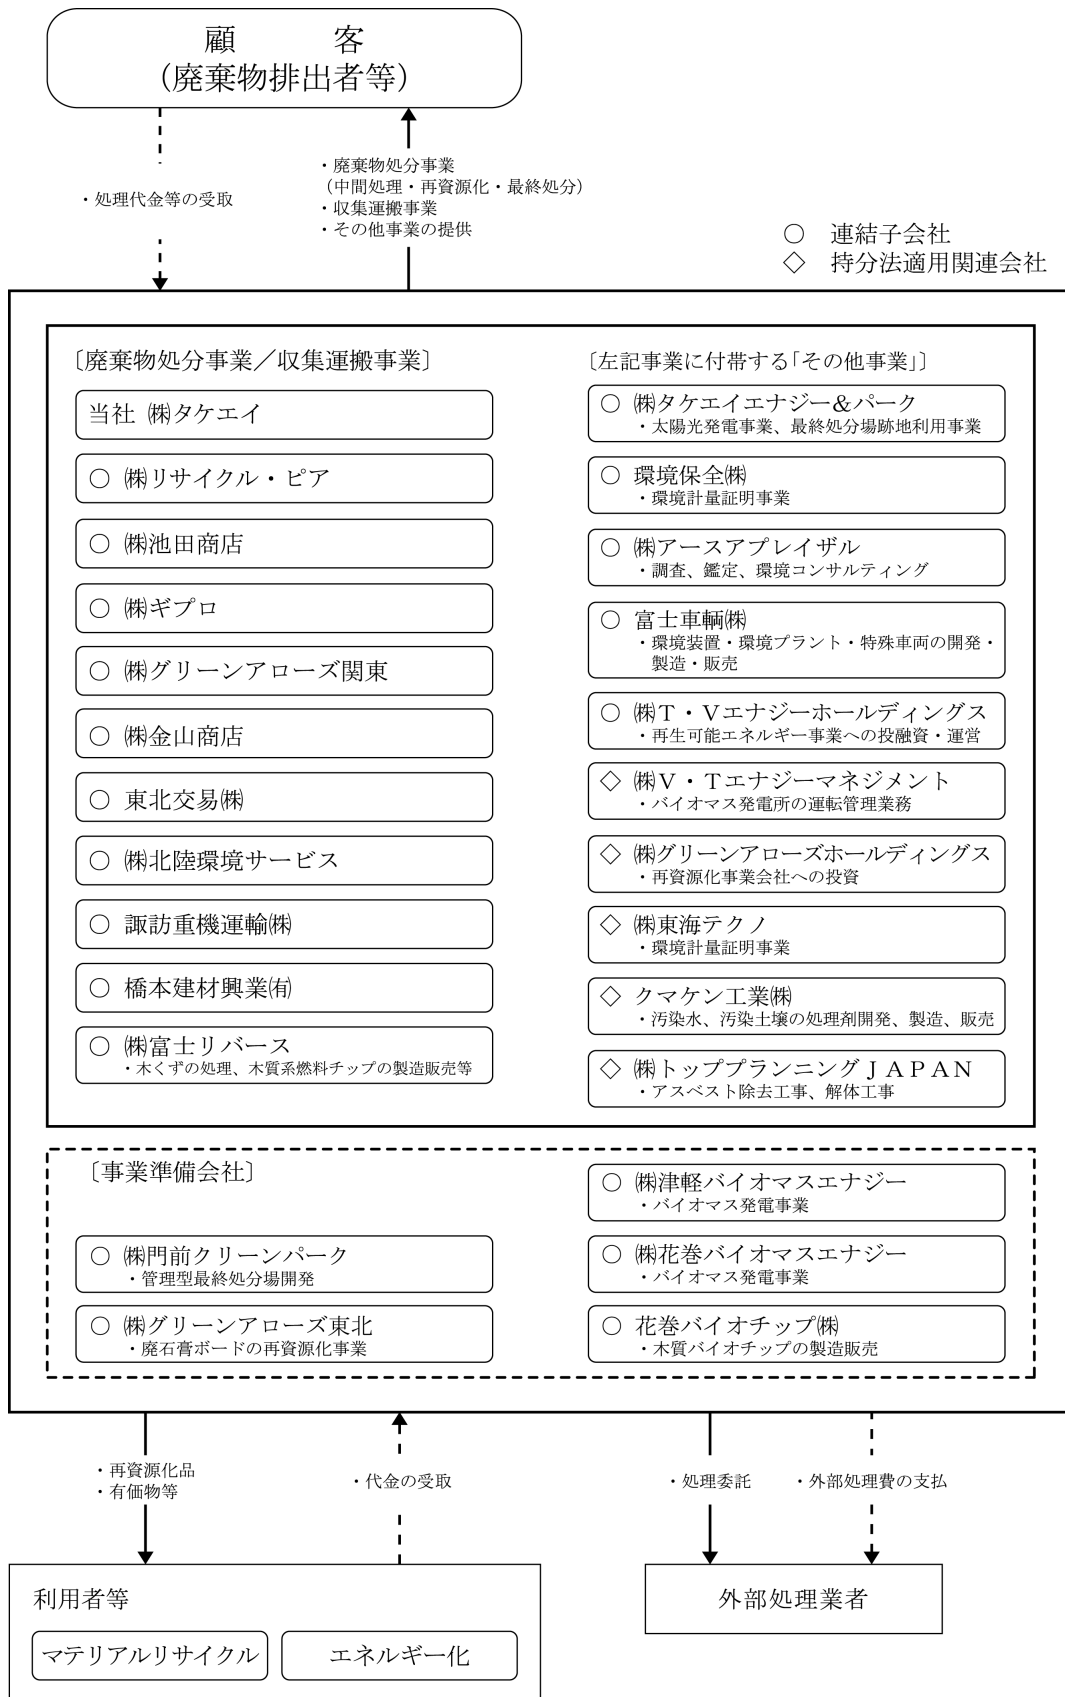 顧　　　客
（廃棄物排出者等）
・処理代金等の受取
・廃棄物処分事業
（中間処理・再資源化・最終処分）
・収集運搬事業
・その他事業の提供
○　連結子会社
◇　持分法適用関連会社
〔廃棄物処分事業／収集運搬事業〕
当社 ㈱タケエイ
○ ㈱リサイクル・ピア
○ ㈱池田商店
○ ㈱ギプロ
○ ㈱グリーンアローズ関東
○ ㈱金山商店
○ 東北交易㈱
○ ㈱北陸環境サービス
○ 諏訪重機運輸㈱
○ 橋本建材興業㈲
○ ㈱富士リバース
・木くずの処理、木質系燃料チップの製造販売等
〔左記事業に付帯する「その他事業」〕
○ ㈱タケエイエナジー＆パーク
・太陽光発電事業、最終処分場跡地利用事業
○ 環境保全㈱
・環境計量証明事業
○ ㈱アースアプレイザル
・調査、鑑定、環境コンサルティング
○ 富士車輌㈱
・環境装置・環境プラント・特殊車両の開発・
製造・販売
○ ㈱Ｔ・Ｖエナジーホールディングス
・再生可能エネルギー事業への投融資・運営
◇ ㈱Ｖ・Ｔエナジーマネジメント
・バイオマス発電所の運転管理業務
◇ ㈱グリーンアローズホールディングス
・再資源化事業会社への投資
◇ ㈱東海テクノ
・環境計量証明事業
◇ クマケン工業㈱
・汚染水、汚染土壌の処理剤開発、製造、販売
◇ ㈱トッププランニングＪＡＰＡＮ
・アスベスト除去工事、解体工事
〔事業準備会社〕
○ ㈱門前クリーンパーク
・管理型最終処分場開発
○ ㈱グリーンアローズ東北
・廃石膏ボードの再資源化事業
○ ㈱津軽バイオマスエナジー
・バイオマス発電事業
○ ㈱花巻バイオマスエナジー
・バイオマス発電事業
○ 花巻バイオチップ㈱
・木質バイオチップの製造販売
・再資源化品
・有価物等
・代金の受取
・処理委託
・外部処理費の支払
利用者等
マテリアルリサイクル
エネルギー化
外部処理業者